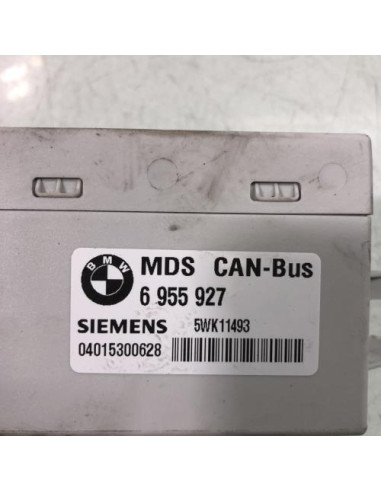 BMW
MDS CAN-Bus
6 955 927
SIEMENS 5WK11493
04015300628